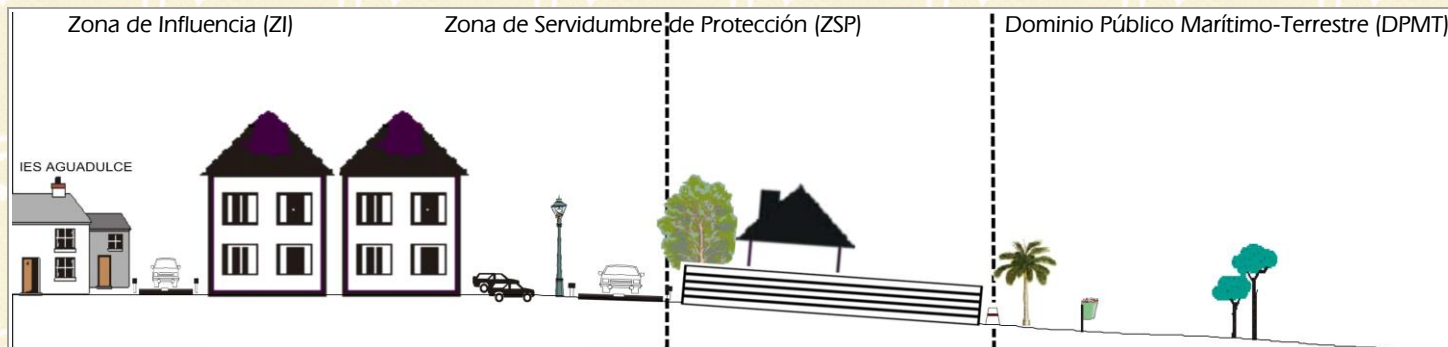 Zona de Influencia (ZI)
Zona de Servidumbre de Protección (ZSP)
Dominio Público Marítimo-Terrestre (DPMT)
IES AGUADULCE